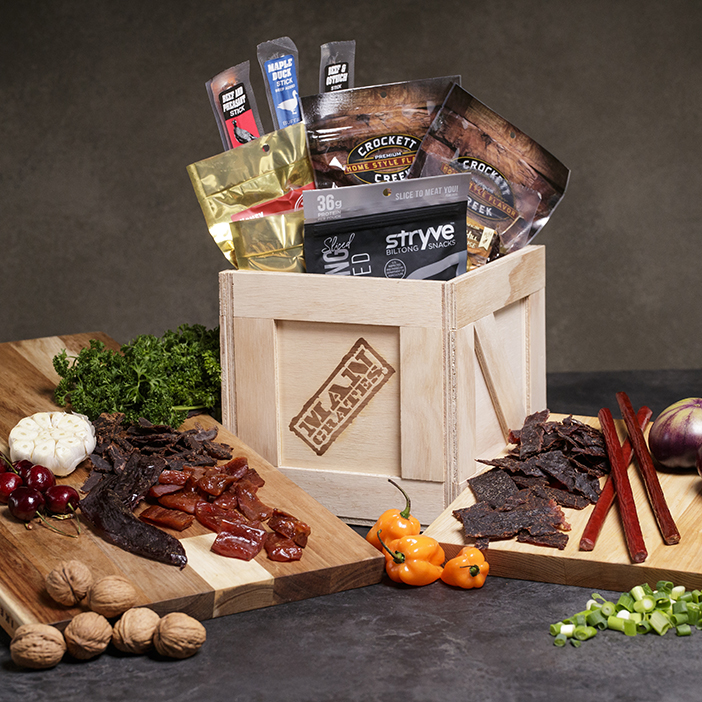 BEEF AND
PHEASANT
STICK
MAPLE
DUCK
STICK
BEEF &
OSTRICH
STICK
CROCKETT
PREMIUM
HOME STYLE FLAVOR
CREEK
CROCKETT
CREEK
36g
PROTEIN
SLICE TO MEAT YOU!
Sliced
stryve
BILTONG SNACKS
MAN
CRATES